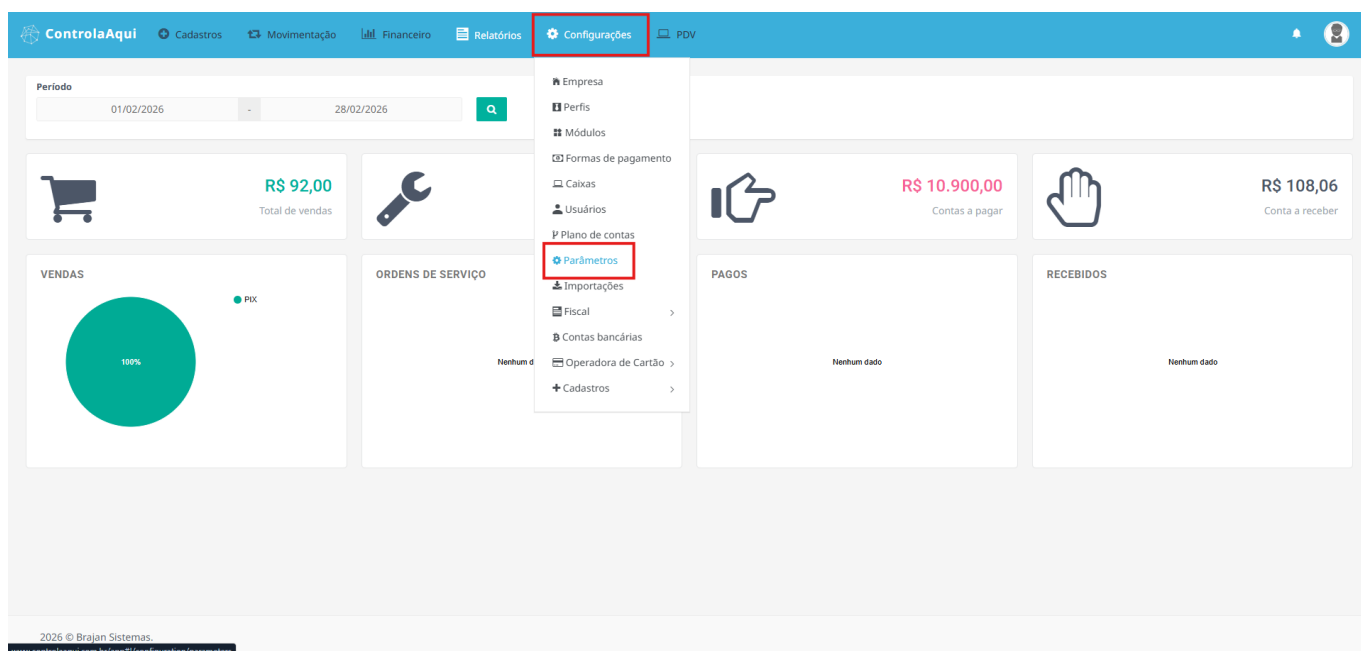 ControlaAqui Cadastros Movimentação Financeiro Relatórios Configurações PDV
Período
01/02/2026 - 28/02/2026
Empresa
Perfis
Módulos
Formas de pagamento
Caixas
Usuários
Plano de contas
Parâmetros
Importações
Fiscal
Contas bancárias
Operadora de Cartão
Cadastros
R$ 92,00
Total de vendas
R$ 10.900,00
Contas a pagar
R$ 108,06
Conta a receber
VENDAS
PIX
100%
ORDENS DE SERVIÇO
Nenhum d
PAGOS
Nenhum dado
RECEBIDOS
Nenhum dado
2026 © Brajan Sistemas.